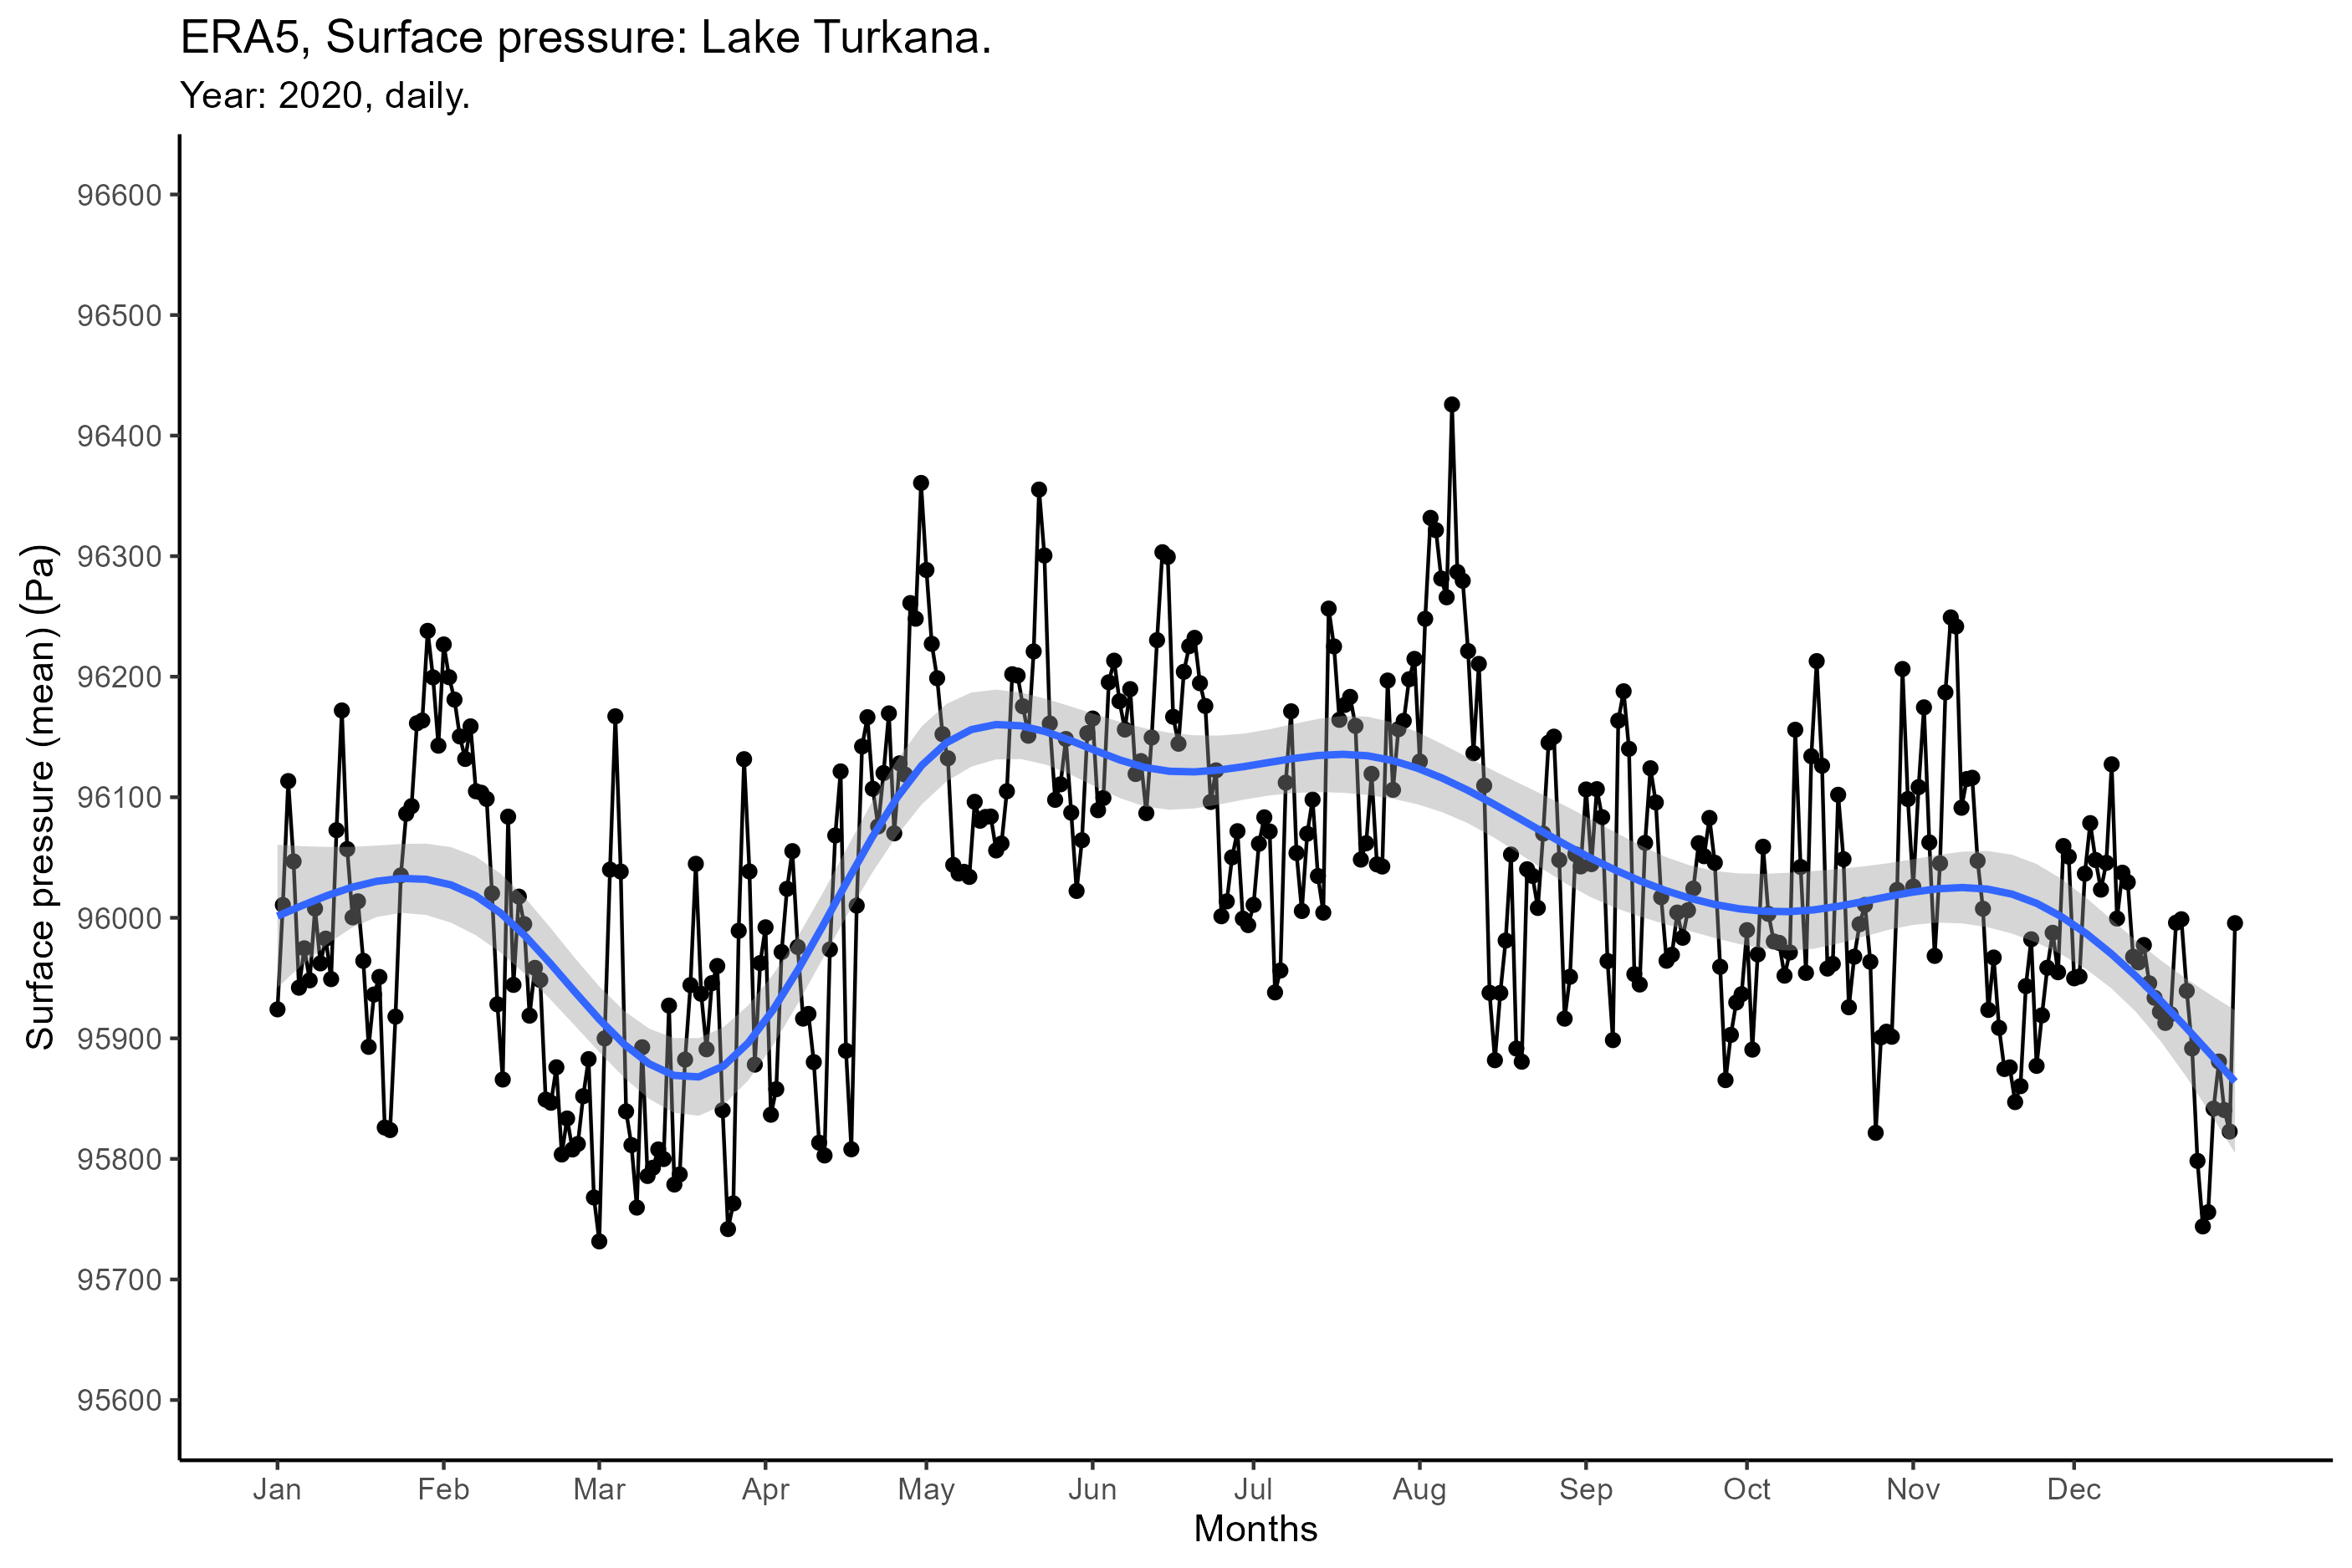 ERA5, Surface pressure: Lake Turkana.
Year: 2020, daily.
Surface pressure (mean) (Pa)
96600
96500
96400
96300
96200
96100
96000
95900
95800
95700
95600
Jan Feb Mar Apr May Jun Jul Aug Sep Oct Nov Dec
Months